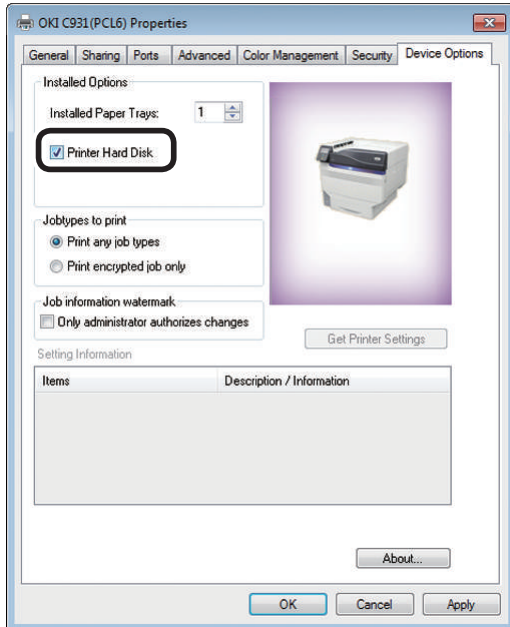 OKI C931(PCL6) Properties
General Sharing Ports Advanced Color Management Security Device Options
Installed Options
Installed Paper Trays: 1
Printer Hard Disk
Jobtypes to print
Print any job types
Print encrypted job only
Job information watermark
Only administrator authorizes changes
Get Printer Settings
Setting Information
Items Description / Information
About...
OK Cancel Apply